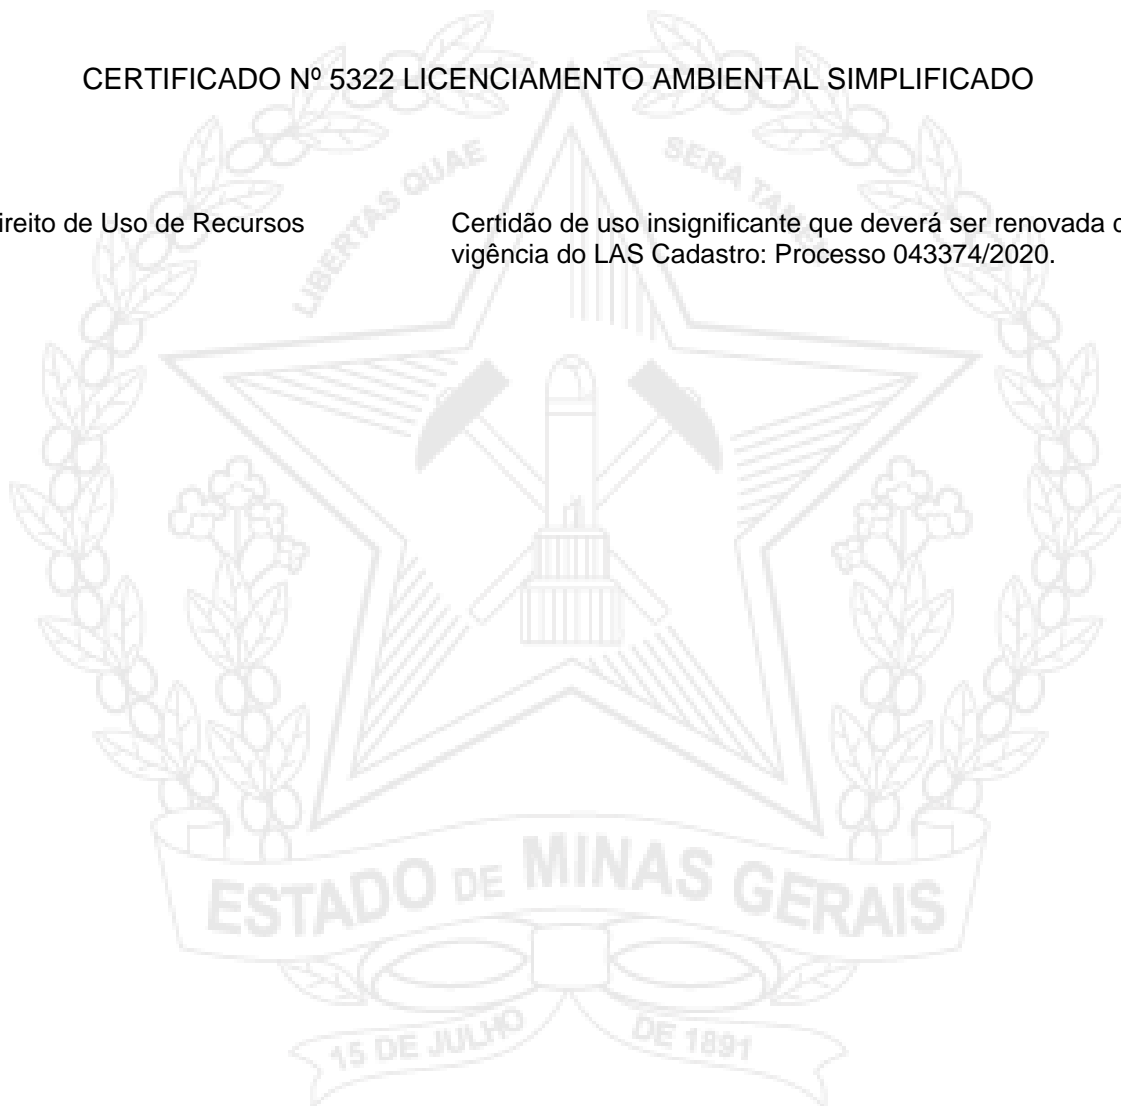 CERTIFICADO Nº 5322 LICENCIAMENTO AMBIENTAL SIMPLIFICADO
LIBERTAS QUAE SERA TAMEN
ireito de Uso de Recursos
Certidão de uso insignificante que deverá ser renovada
vigência do LAS Cadastro: Processo 043374/2020.
ESTADO DE MINAS GERAIS
15 DE JULHO DE 1891